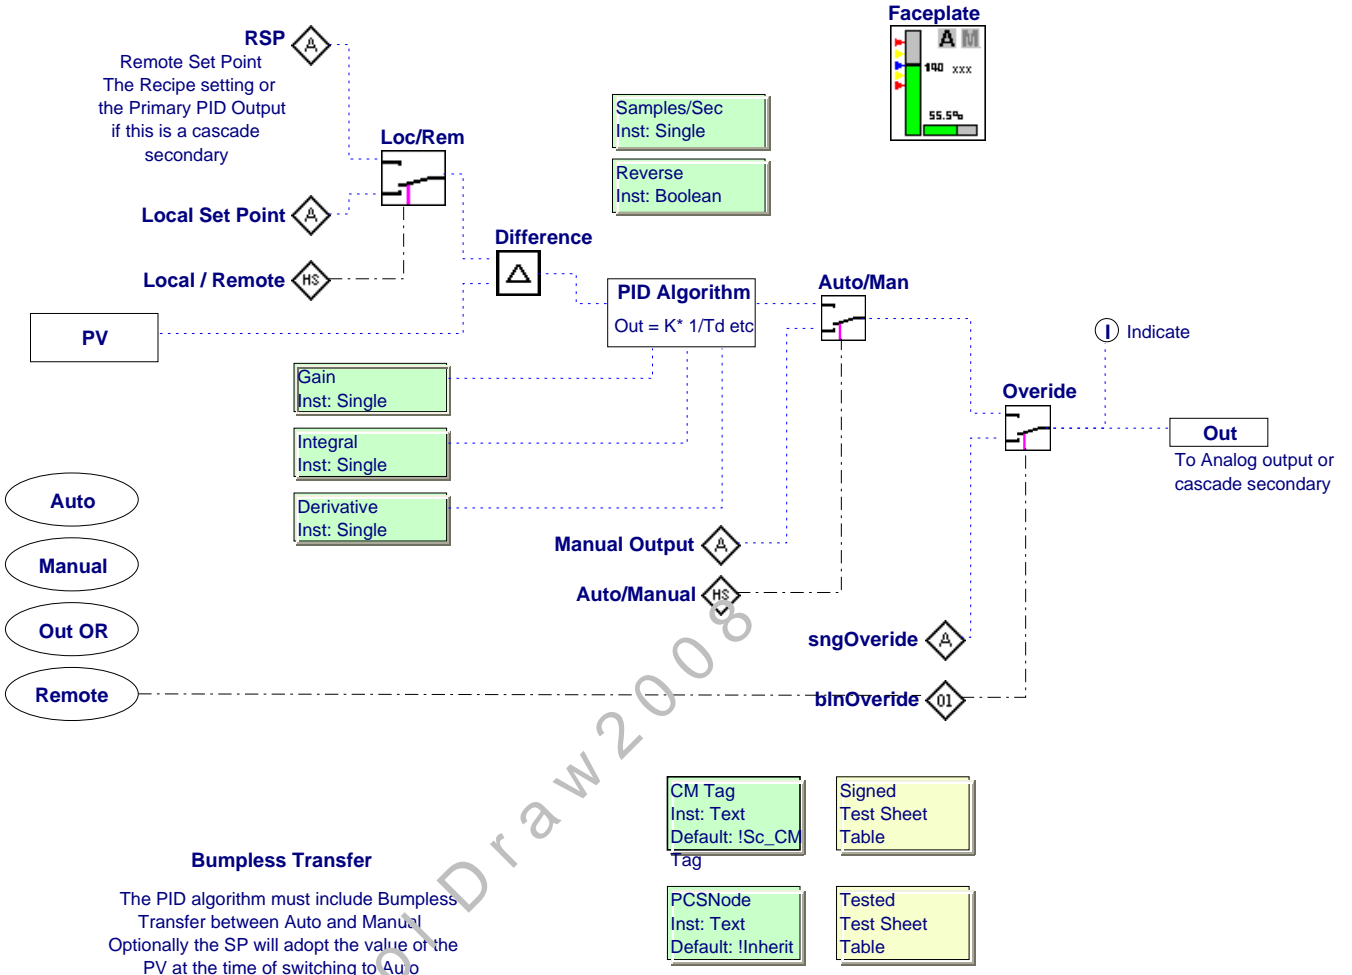 Faceplate
A M
140 xxx
55.5%
RSP
A
Remote Set Point
The Recipe setting or
the Primary PID Output
if this is a cascade
secondary
Loc/Rem
Samples/Sec
Inst: Single
Reverse
Inst: Boolean
Local Set Point
A
Local / Remote
HS
Difference
Δ
PID Algorithm
Out = K* 1/Td etc
Auto/Man
PV
I
Indicate
Gain
Inst: Single
Integral
Inst: Single
Derivative
Inst: Single
Overide
Out
To Analog output or
cascade secondary
Auto
Manual
Out OR
Remote
Manual Output
A
Auto/Manual
HS
sngOveride
A
blnOveride
01
ol Draw2008
CM Tag
Inst: Text
Default: !Sc_CM
Tag
Signed
Test Sheet
Table
PCSNode
Inst: Text
Default: !Inherit
Tested
Test Sheet
Table
Bumpless Transfer
The PID algorithm must include Bumpless
Transfer between Auto and Manual
Optionally the SP will adopt the value of the
PV at the time of switching to Auto